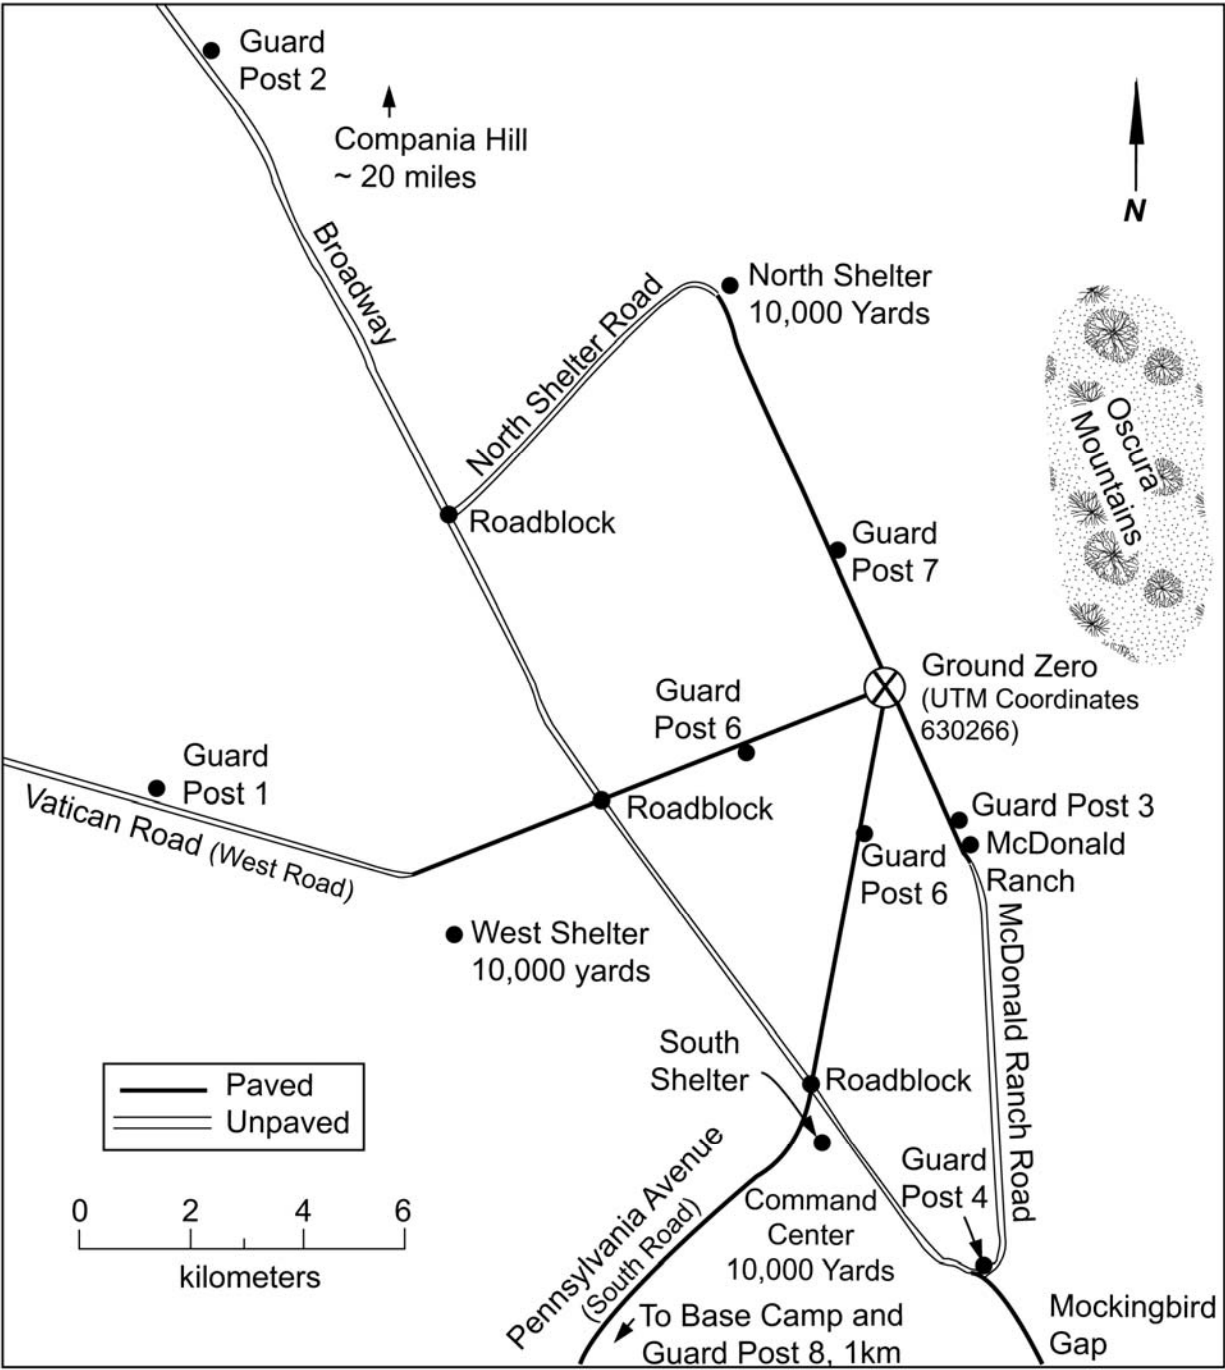 Guard
Post 2
Compania Hill
~ 20 miles
N
Broadway
North Shelter Road
North Shelter
10,000 Yards
Oscura
Mountains
Roadblock
Guard
Post 7
Ground Zero
(UTM Coordinates
630266)
Guard
Post 6
Guard
Post 1
Vatican Road (West Road)
Roadblock
Guard Post 3
McDonald
Ranch
Guard
Post 6
McDonald Ranch Road
West Shelter
10,000 yards
South
Shelter
Roadblock
Paved
Unpaved
Guard
Post 4
Pennsylvania Avenue
(South Road)
Command
Center
10,000 Yards
0 2 4 6
kilometers
To Base Camp and
Guard Post 8, 1km
Mockingbird
Gap